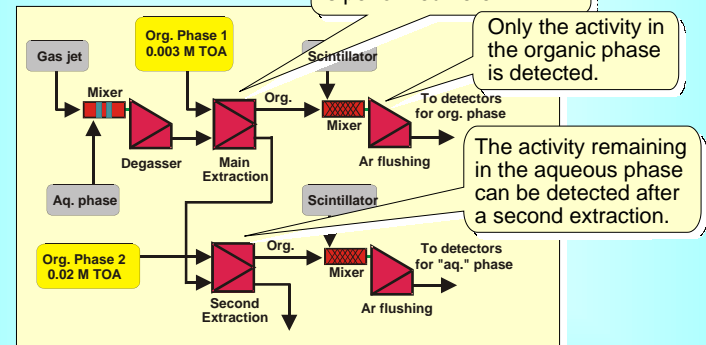 Only the activity in
the organic phase
is detected.
Org. Phase 1
0.003 M TOA
Gas jet
Scintillator
Mixer
Org.
To detectors
for org. phase
Mixer
Degasser
Main
Extraction
Ar flushing
The activity remaining
in the aqueous phase
can be detected after
a second extraction.
Aq. phase
Scintillator
Org. Phase 2
0.02 M TOA
Org.
To detectors
for "aq." phase
Mixer
Second
Extraction
Ar flushing